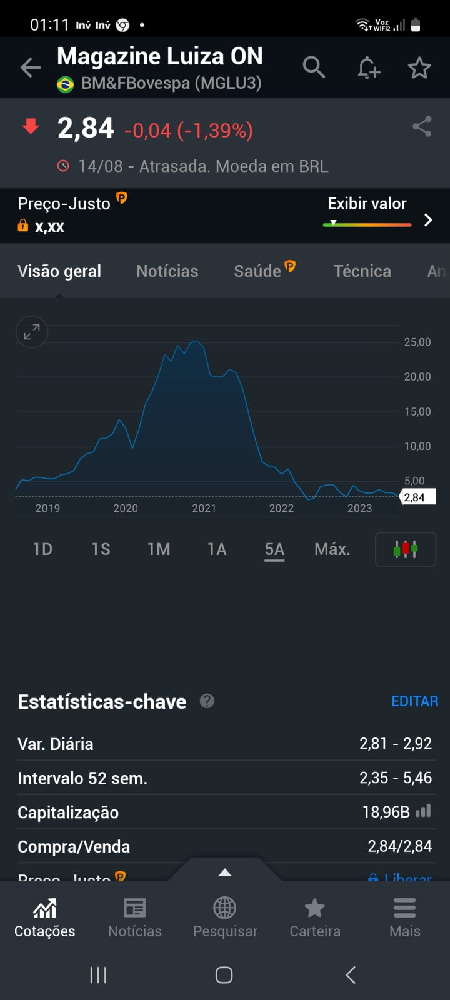 01:11 Inv Inv
Voz
WIFI2
Magazine Luiza ON
BM&FBovespa (MGLU3)
2,84 -0,04 (-1,39%)
14/08 - Atrasada. Moeda em BRL
Preço-Justo P
Exibir valor
x,xx
Visão geral Notícias Saúde P Técnica An
25,00
20,00
15,00
10,00
5,00
2,84
2019 2020 2021 2022 2023
1D 1S 1M 1A 5A Máx.
Estatísticas-chave ? EDITAR
Var. Diária 2,81 - 2,92
Intervalo 52 sem. 2,35 - 5,46
Capitalização 18,96B
Compra/Venda 2,84/2,84
Preço-Justo P Liberar
Cotações Notícias Pesquisar Carteira Mais